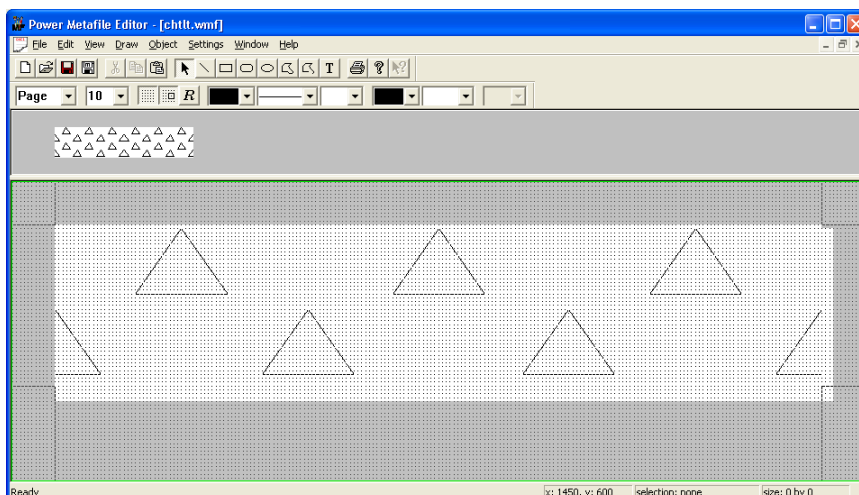 Power Metafile Editor - [chtlt.wmf]
File Edit View Draw Object Settings Window Help
T
Page 10 R
Ready x: 1450, y: 600 selection: none size: 0 by 0